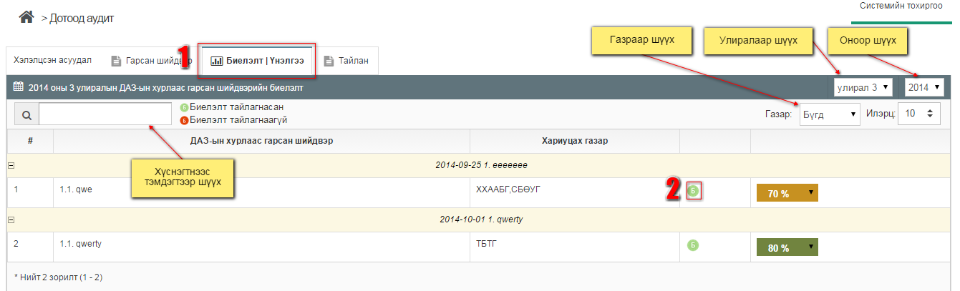 Системийн тохиргоо
> Дотоод аудит
Газраар шүүх
Улиралаар шүүх
Оноор шүүх
1
Хэлэлцсэн асуудал
Гарсан шийдвэр
Биелэлт | Үнэлгээ
Тайлан
2014 оны 3 улиралын ДАЗ-ын хурлаас гарсан шийдвэрийн биелэлт
улирал 3
2014
Б Биелэлт тайлагнасан
Б Биелэлт тайлагнаагүй
Газар: Бүгд
Илэрц: 10
# ДАЗ-ын хурлаас гарсан шийдвэр Хариуцах газар
Хүснэгтнээс
тэмдэгтээр шүүх
2014-09-25 1. eeeeeee
1 1.1. qwe ХХААБГ,СБӨУГ 2 Б 70 %
2014-10-01 1. qwerty
2 1.1. qwerty ТБТГ Б 80 %
* Нийт 2 зорилт (1 - 2)